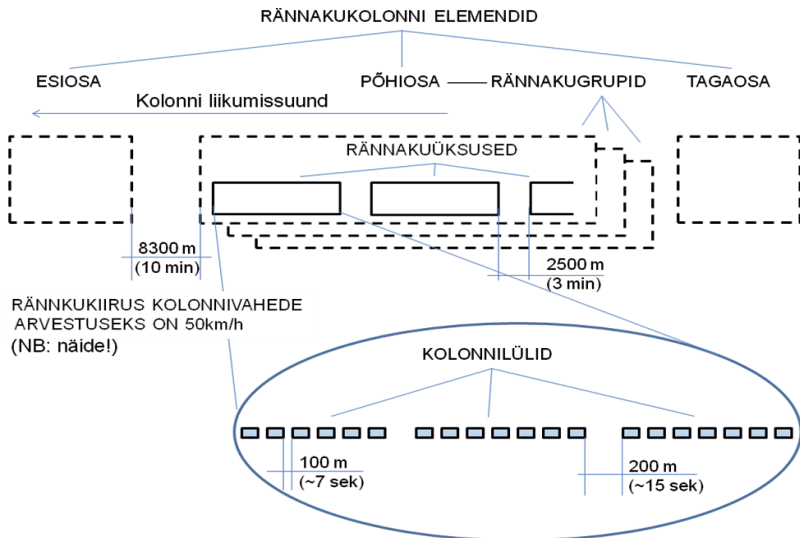 RÄNNAKUKOLONNI ELEMENDID
ESIOSA
PÕHIOSA
RÄNNAKUGRUPID
TAGAOSA
Kolonni liikumissuund
RÄNNAKUÜKSUSED
8300 m
(10 min)
2500 m
(3 min)
RÄNNKUKIIRUS KOLONNIVAHEDE
ARVESTUSEKS ON 50km/h
(NB: näide!)
KOLONNILÜLID
100 m
(~7 sek)
200 m
(~15 sek)